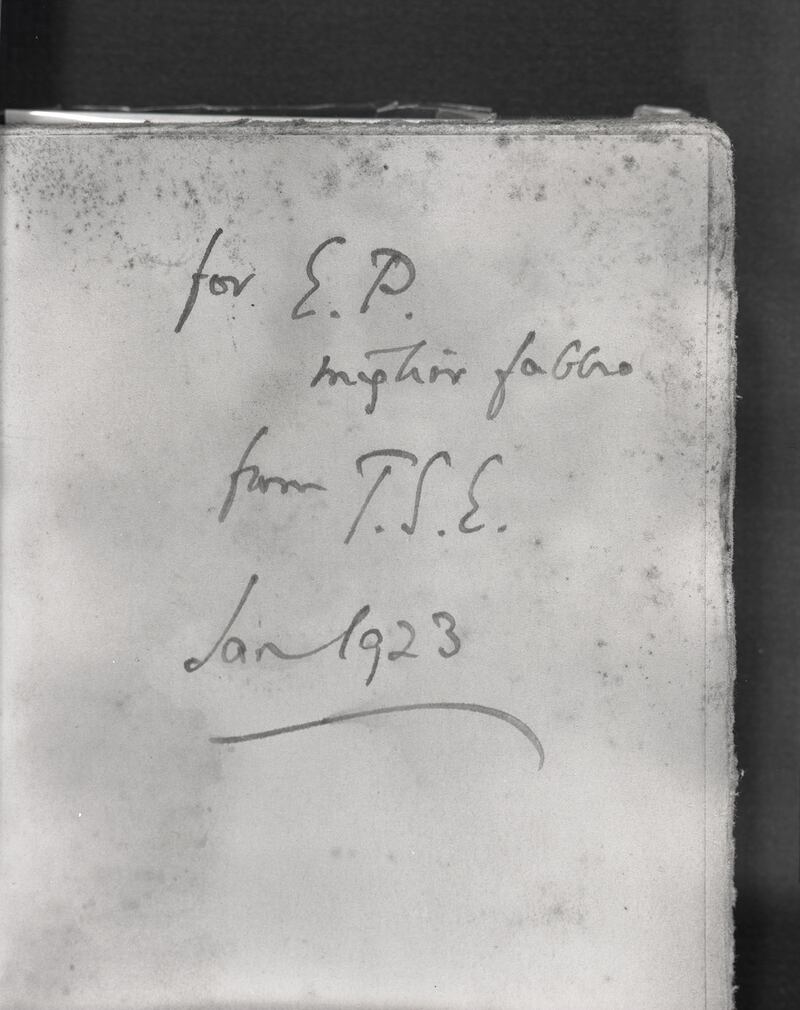 for E. P.
miglior fabbro
from T.S.E.
Jan 1923